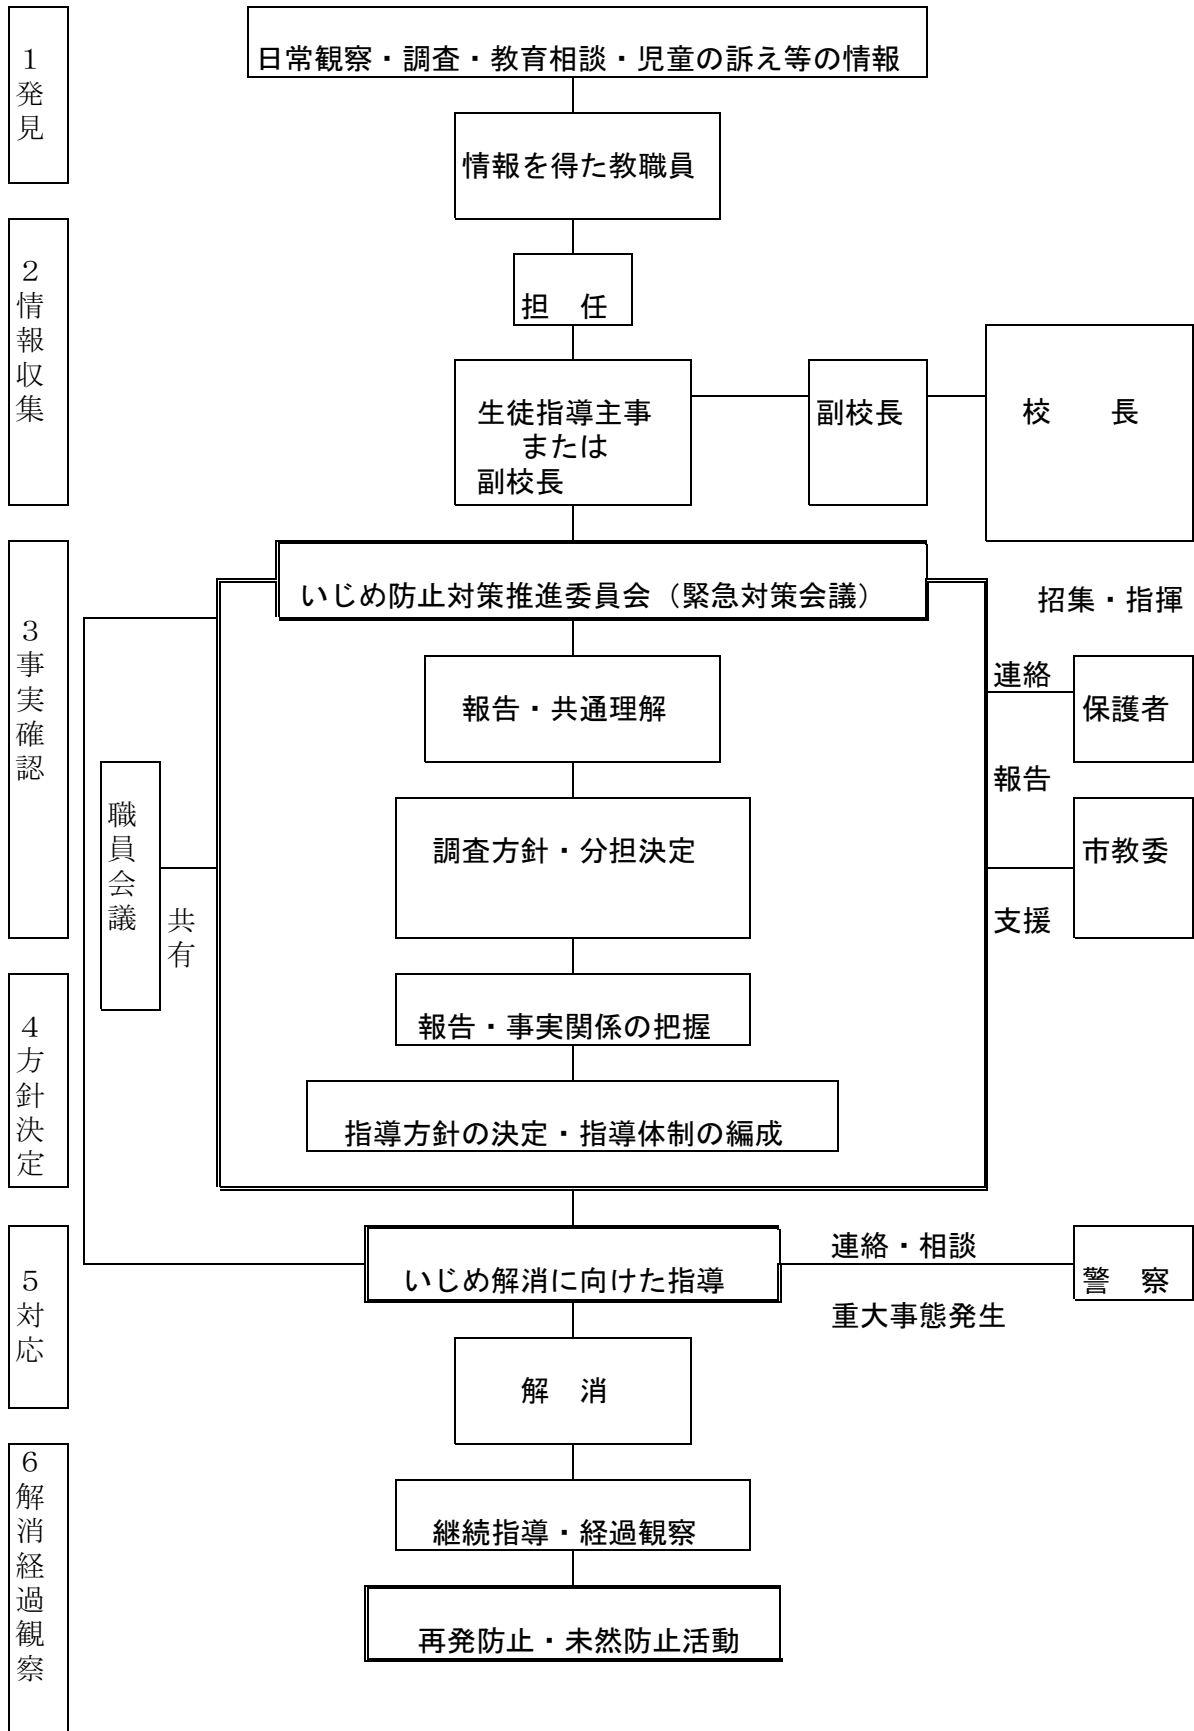 １発見
日常観察・調査・教育相談・児童の訴え等の情報
情報を得た教職員
２情報収集
担　任
生徒指導主事
または
副校長
副校長
校　　長
３事実確認
いじめ防止対策推進委員会（緊急対策会議）
招集・指揮
報告・共通理解
連絡
保護者
報告
職員会議
共有
調査方針・分担決定
市教委
支援
４方針決定
報告・事実関係の把握
指導方針の決定・指導体制の編成
５対応
いじめ解消に向けた指導
連絡・相談
重大事態発生
警　察
解　消
６解消経過観察
継続指導・経過観察
再発防止・未然防止活動